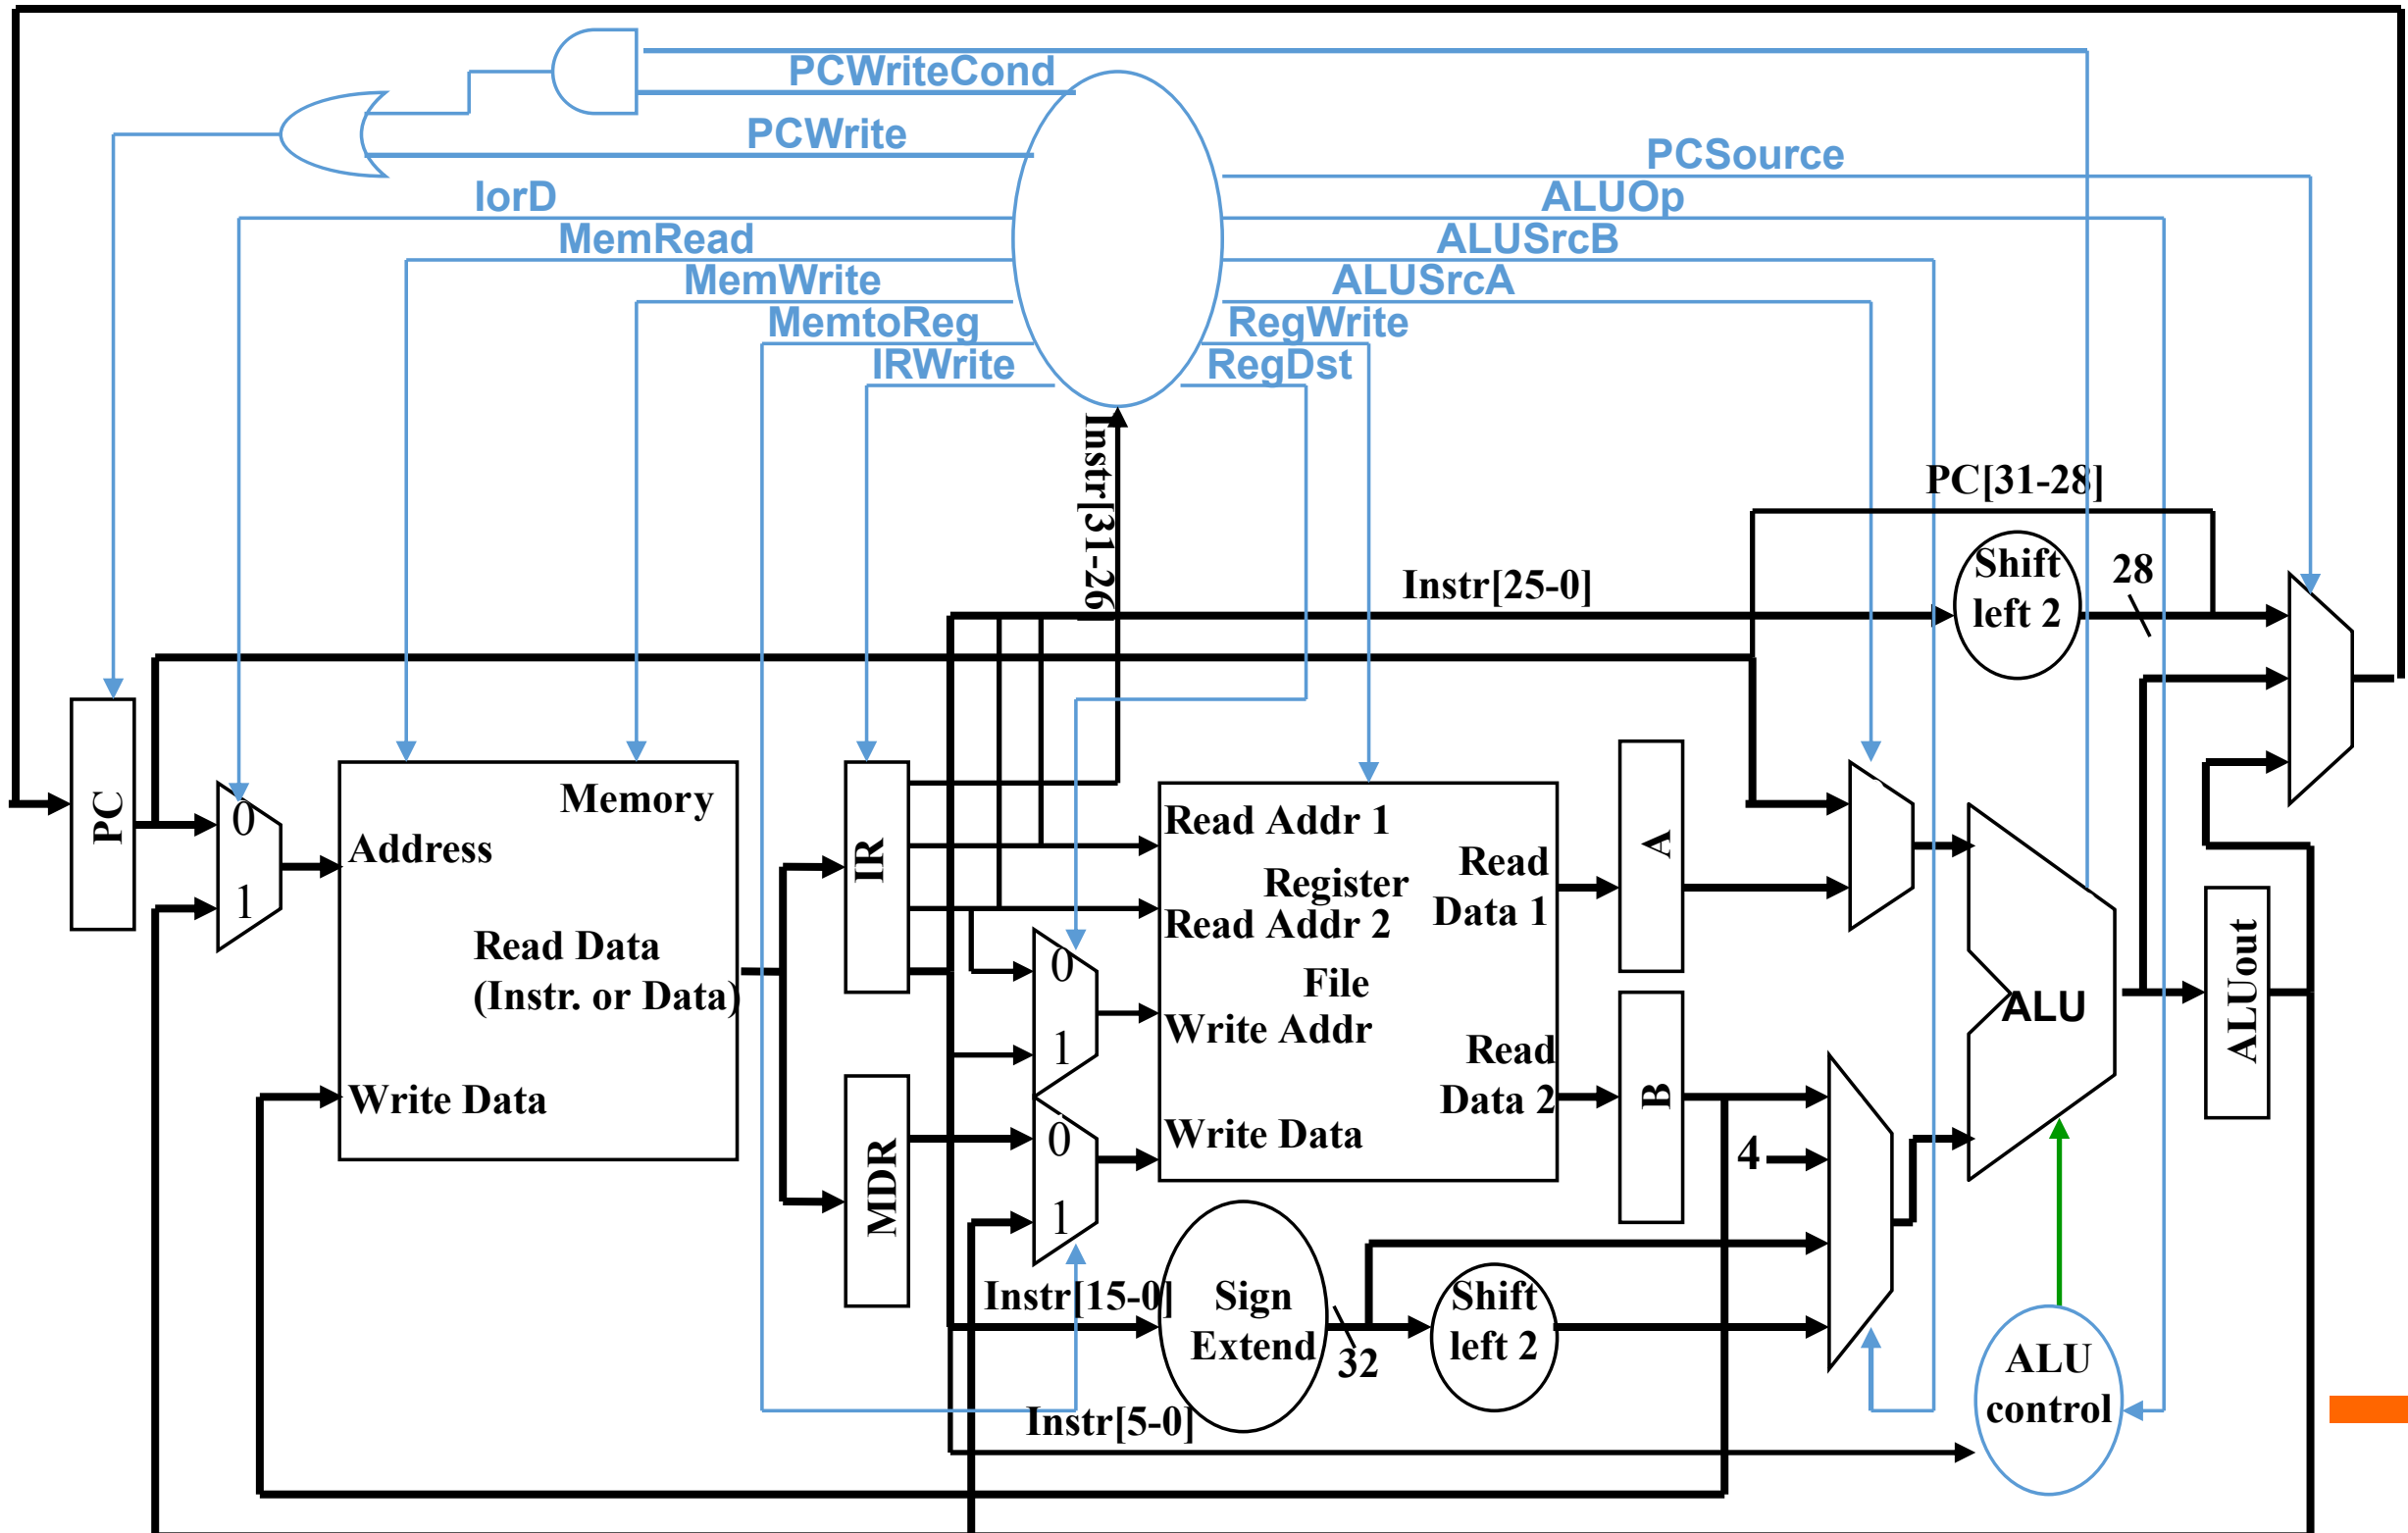 PCWriteCond
PCWrite
PCSource
IorD
ALUOp
MemRead
ALUSrcB
MemWrite
ALUSrcA
MemtoReg
RegWrite
IRWrite
RegDst
Instr[31-26]
PC[31-28]
Instr[25-0]
Shift
left 2
28
PC
0
1
Memory
Address
Read Data
(Instr. or Data)
Write Data
IR
MDR
0
1
0
1
Read Addr 1
Register
Read Addr 2
File
Write Addr
Write Data
Read
Data 1
Read
Data 2
A
B
4
ALU
ALUout
Instr[15-0]
Sign
Extend
32
Shift
left 2
Instr[5-0]
ALU
control